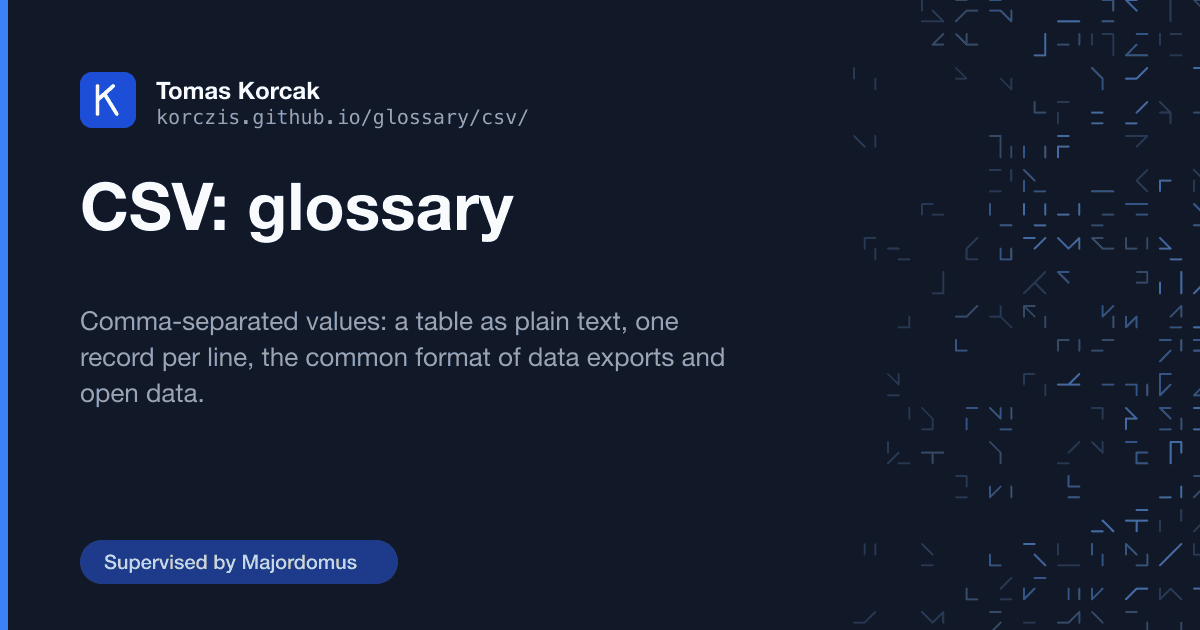 K
Tomas Korcak
korczis.github.io/glossary/csv/
CSV: glossary
Comma-separated values: a table as plain text, one
record per line, the common format of data exports and
open data.
Supervised by Majordomus